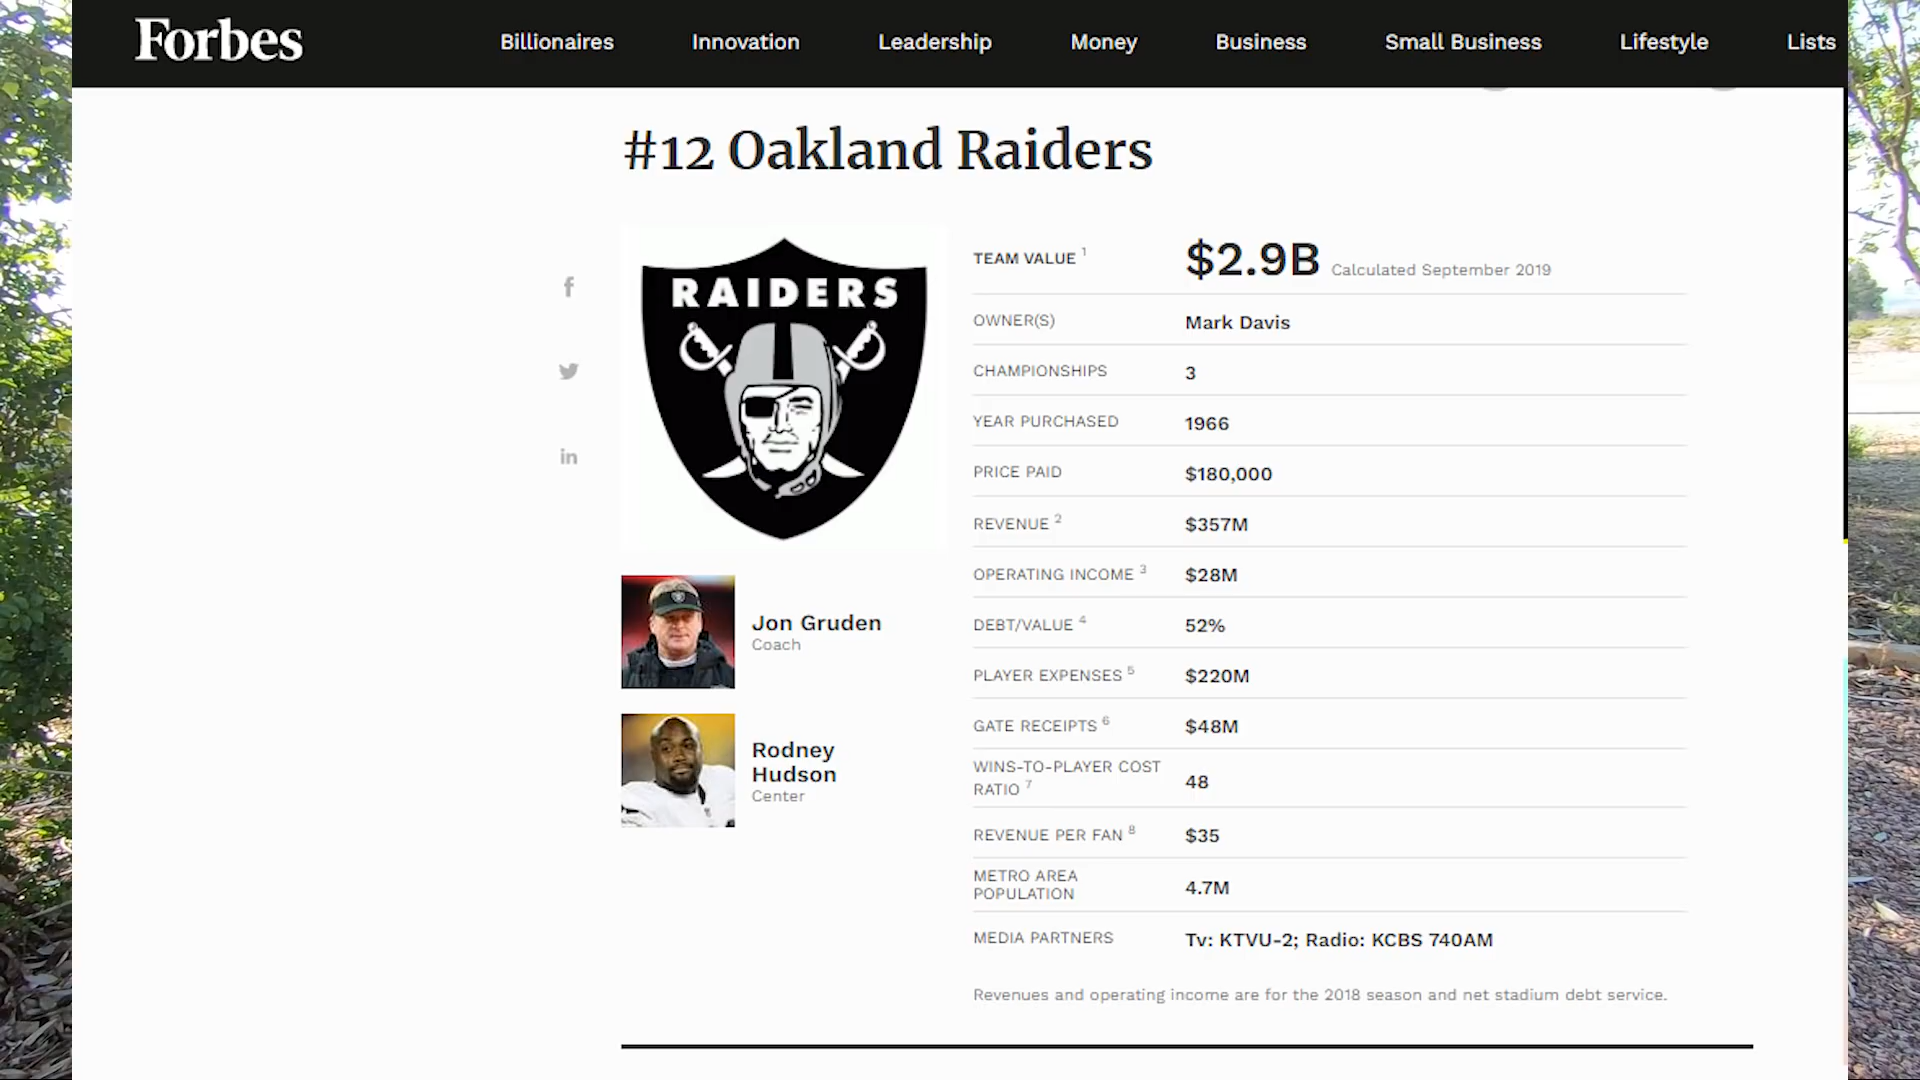 Forbes
Billionaires Innovation Leadership Money Business Small Business Lifestyle Lists
#12 Oakland Raiders
RAIDERS
TEAM VALUE 1 $2.9B Calculated September 2019
OWNER(S) Mark Davis
CHAMPIONSHIPS 3
YEAR PURCHASED 1966
PRICE PAID $180,000
REVENUE 2 $357M
OPERATING INCOME 3 $28M
DEBT/VALUE 4 52%
PLAYER EXPENSES 5 $220M
GATE RECEIPTS 6 $48M
WINS-TO-PLAYER COST
RATIO 7 48
REVENUE PER FAN 8 $35
METRO AREA
POPULATION 4.7M
MEDIA PARTNERS Tv: KTVU-2; Radio: KCBS 740AM
Revenues and operating income are for the 2018 season and net stadium debt service.
f
in
Jon Gruden
Coach
Rodney
Hudson
Center